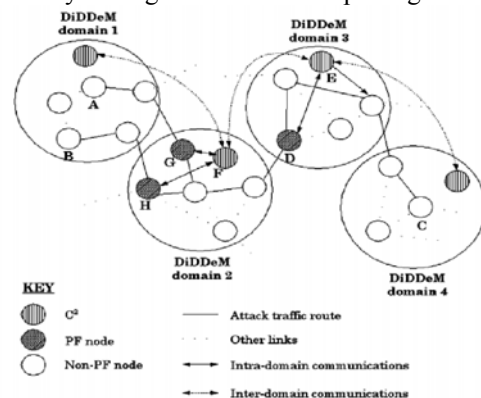 DiDDeM
domain 1
DiDDeM
domain 3
E
A
B
G
F
D
H
C
DiDDeM
domain 2
DiDDeM
domain 4
KEY
C²
PF node
Non-PF node
Attack traffic route
Other links
Intra-domain communications
Inter-domain communications